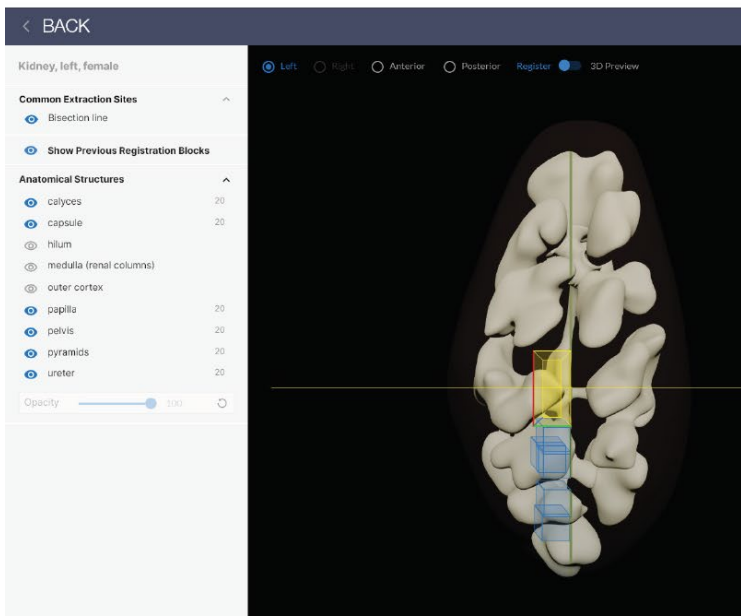 < BACK
Kidney, left, female
Left Right Anterior Posterior Register 3D Preview
Common Extraction Sites
Bisection line
Show Previous Registration Blocks
Anatomical Structures
calyces 20
capsule 20
hilum
medulla (renal columns)
outer cortex
papilla 20
pelvis 20
pyramids 20
ureter 20
Opacity 100